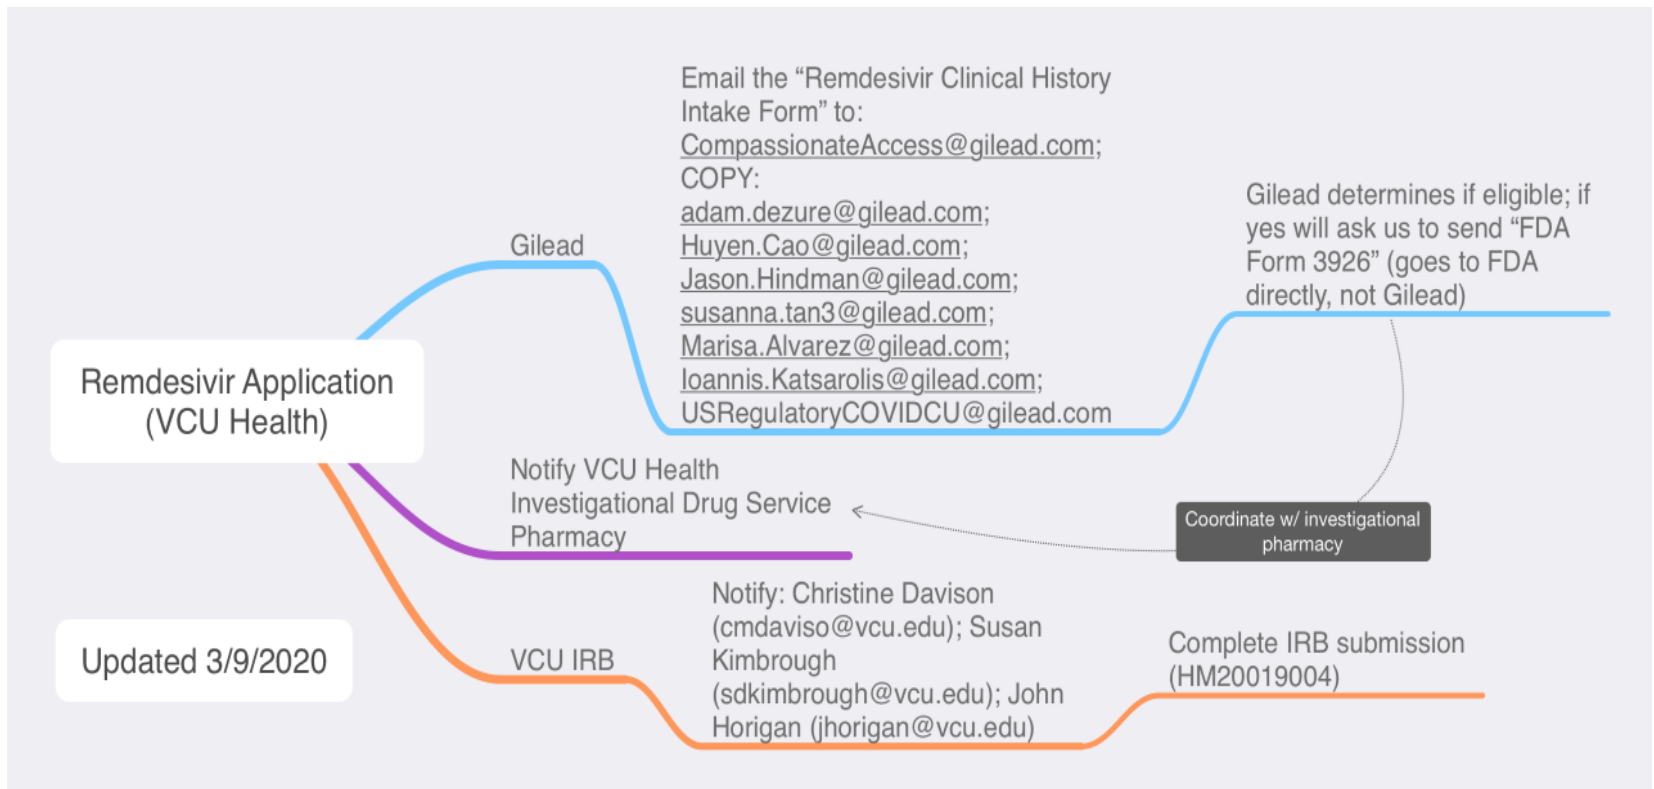 Remdesivir Application
(VCU Health)
Updated 3/9/2020
Gilead
Email the “Remdesivir Clinical History
Intake Form” to:
CompassionateAccess@gilead.com;
COPY:
adam.dezure@gilead.com;
Huyen.Cao@gilead.com;
Jason.Hindman@gilead.com;
susanna.tan3@gilead.com;
Marisa.Alvarez@gilead.com;
Ioannis.Katsarolis@gilead.com;
USRegulatoryCOVIDCU@gilead.com
Gilead determines if eligible; if
yes will ask us to send “FDA
Form 3926” (goes to FDA
directly, not Gilead)
Notify VCU Health
Investigational Drug Service
Pharmacy
Coordinate w/ investigational
pharmacy
VCU IRB
Notify: Christine Davison
(cmdaviso@vcu.edu); Susan
Kimbrough
(sdkimbrough@vcu.edu); John
Horigan (jhorigan@vcu.edu)
Complete IRB submission
(HM20019004)